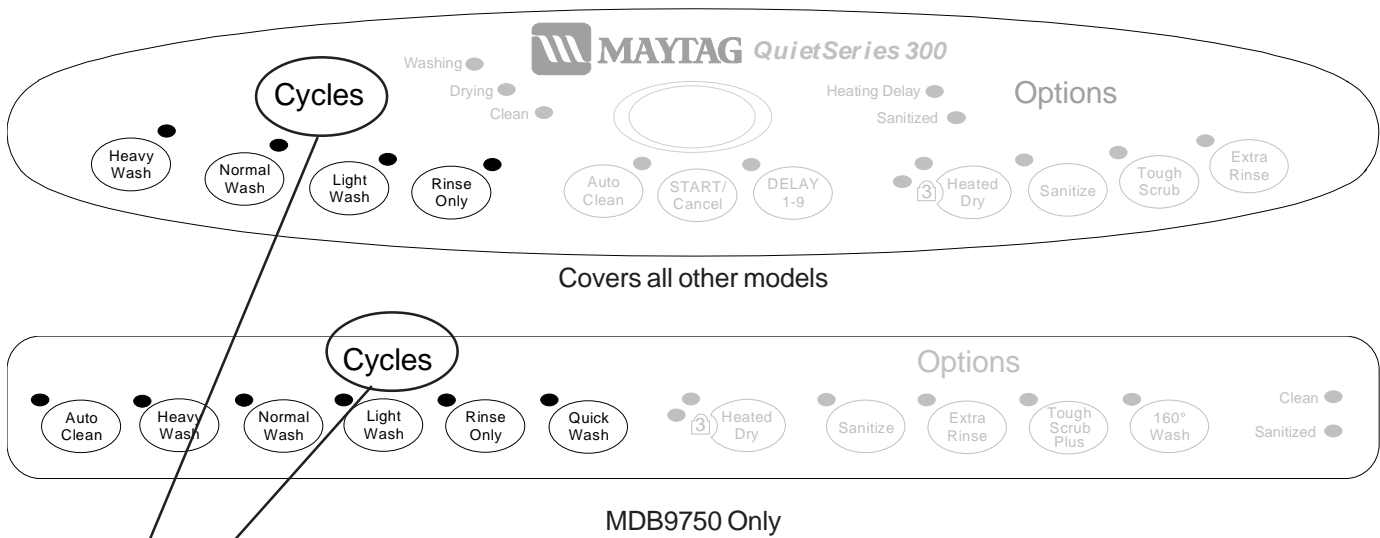 MAYTAG QuietSeries 300
Washing
Drying
Clean
Cycles
Heating Delay
Sanitized
Options
Heavy
Wash
Normal
Wash
Light
Wash
Rinse
Only
Auto
Clean
START/
Cancel
DELAY
1-9
3
Heated
Dry
Sanitize
Tough
Scrub
Extra
Rinse
Covers all other models
Cycles
Options
Auto
Clean
Heavy
Wash
Normal
Wash
Light
Wash
Rinse
Only
Quick
Wash
3
Heated
Dry
Sanitize
Extra
Rinse
Tough
Scrub
Plus
160°
Wash
Clean
Sanitized
MDB9750 Only